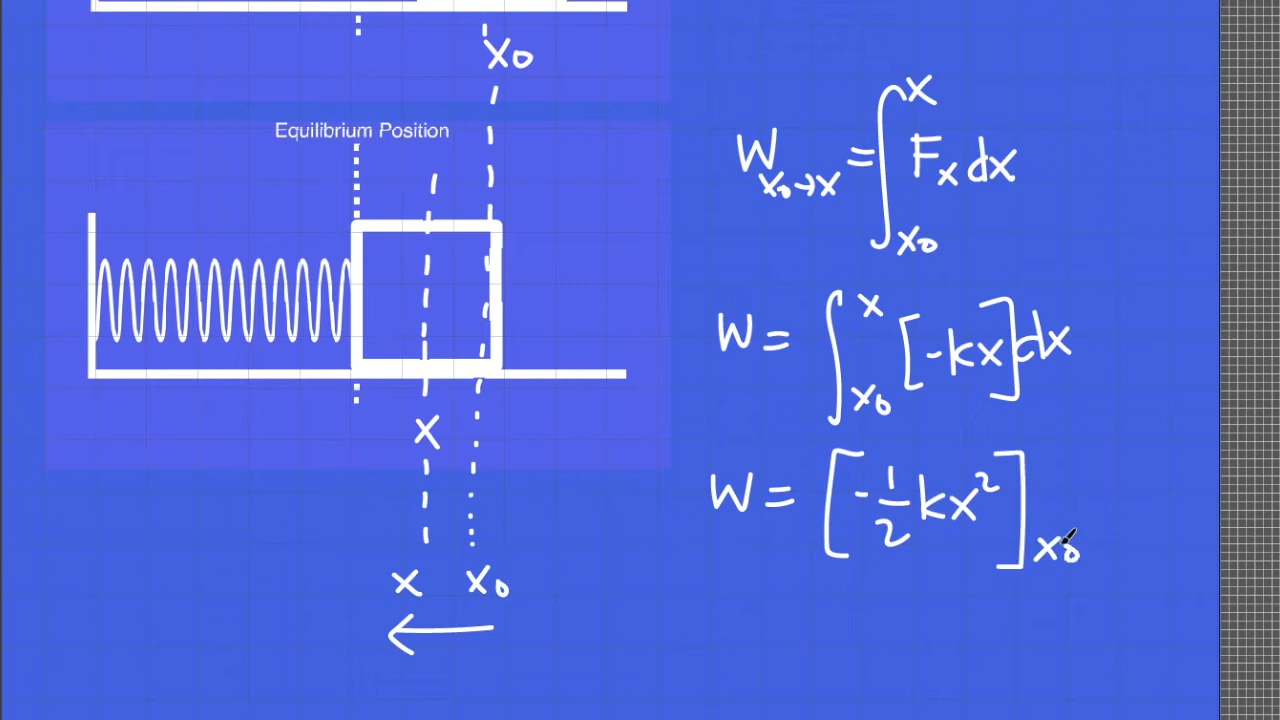 x₀
Equilibrium Position
x
x x₀
W x₀→x = ∫ x₀ x Fₓ dx
W = ∫ x₀ x [-kx] dx
W = [-1/2 kx²] x₀